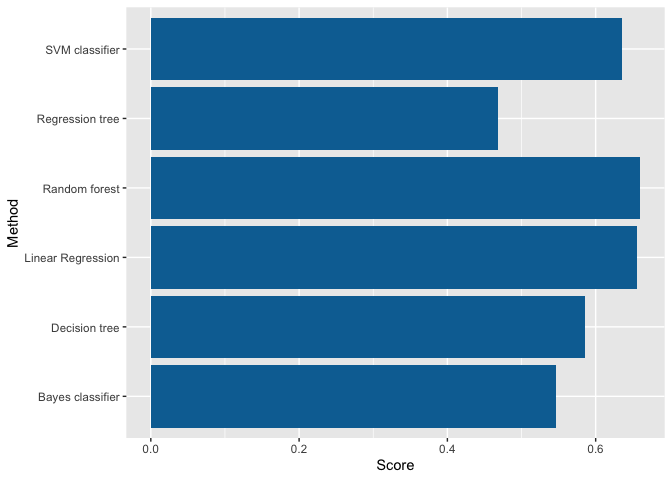 Method
SVM classifier
Regression tree
Random forest
Linear Regression
Decision tree
Bayes classifier
0.0 0.2 0.4 0.6
Score